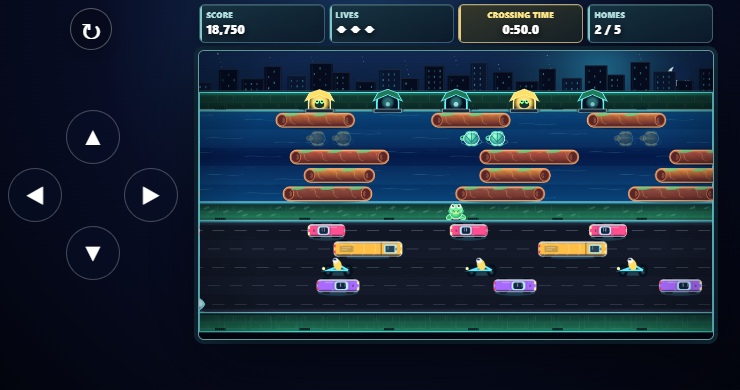 SCORE
18,750
LIVES
CROSSING TIME
0:50.0
HOMES
2 / 5